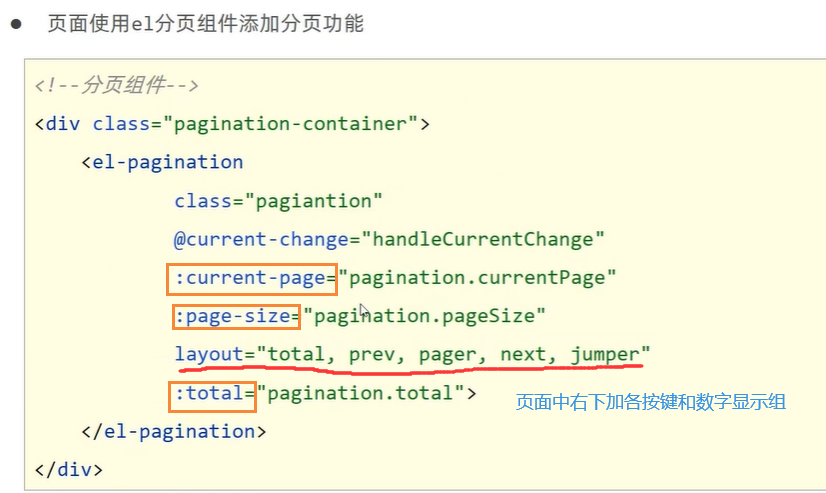 ● 页面使用el分页组件添加分页功能
<!--分页组件-->
<div class="pagination-container">
<el-pagination
class="pagiantion"
@current-change="handleCurrentChange"
:current-page="pagination.currentPage"
:page-size="pagination.pageSize"
layout="total, prev, pager, next, jumper"
:total="pagination.total">
页面中右下加各按键和数字显示组
</el-pagination>
</div>